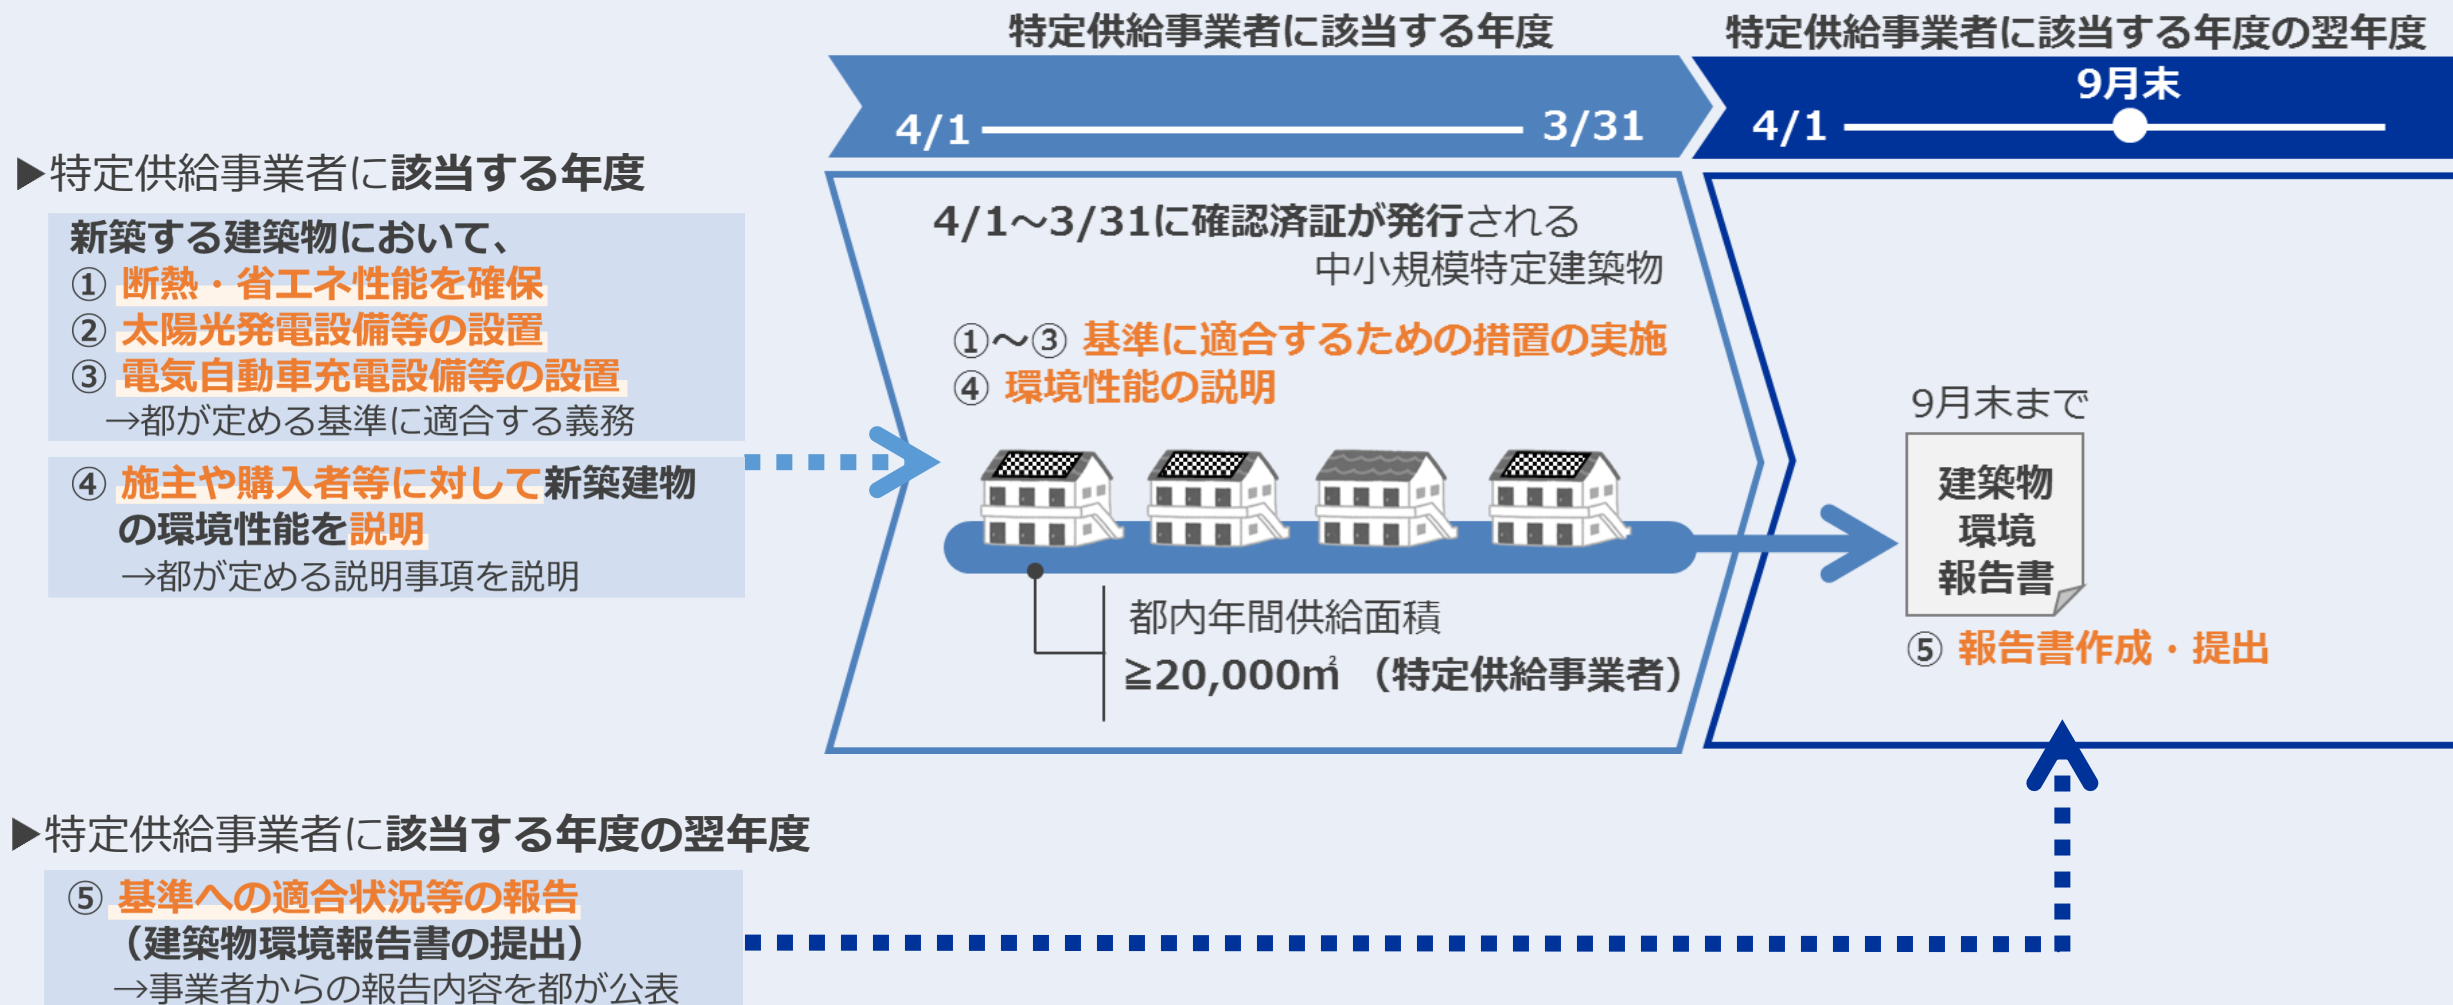 特定供給事業者に該当する年度
特定供給事業者に該当する年度の翌年度
4/1
3/31
4/1
9月末
▶特定供給事業者に該当する年度
新築する建築物において、
① 断熱・省エネ性能を確保
② 太陽光発電設備等の設置
③ 電気自動車充電設備等の設置
→都が定める基準に適合する義務
④ 施主や購入者等に対して新築建物
の環境性能を説明
→都が定める説明事項を説明
4/1～3/31に確認済証が発行される
中小規模特定建築物
①～③ 基準に適合するための措置の実施
④ 環境性能の説明
都内年間供給面積
≧20,000㎡ （特定供給事業者）
9月末まで
建築物
環境
報告書
⑤ 報告書作成・提出
▶特定供給事業者に該当する年度の翌年度
⑤ 基準への適合状況等の報告
（建築物環境報告書の提出）
→事業者からの報告内容を都が公表